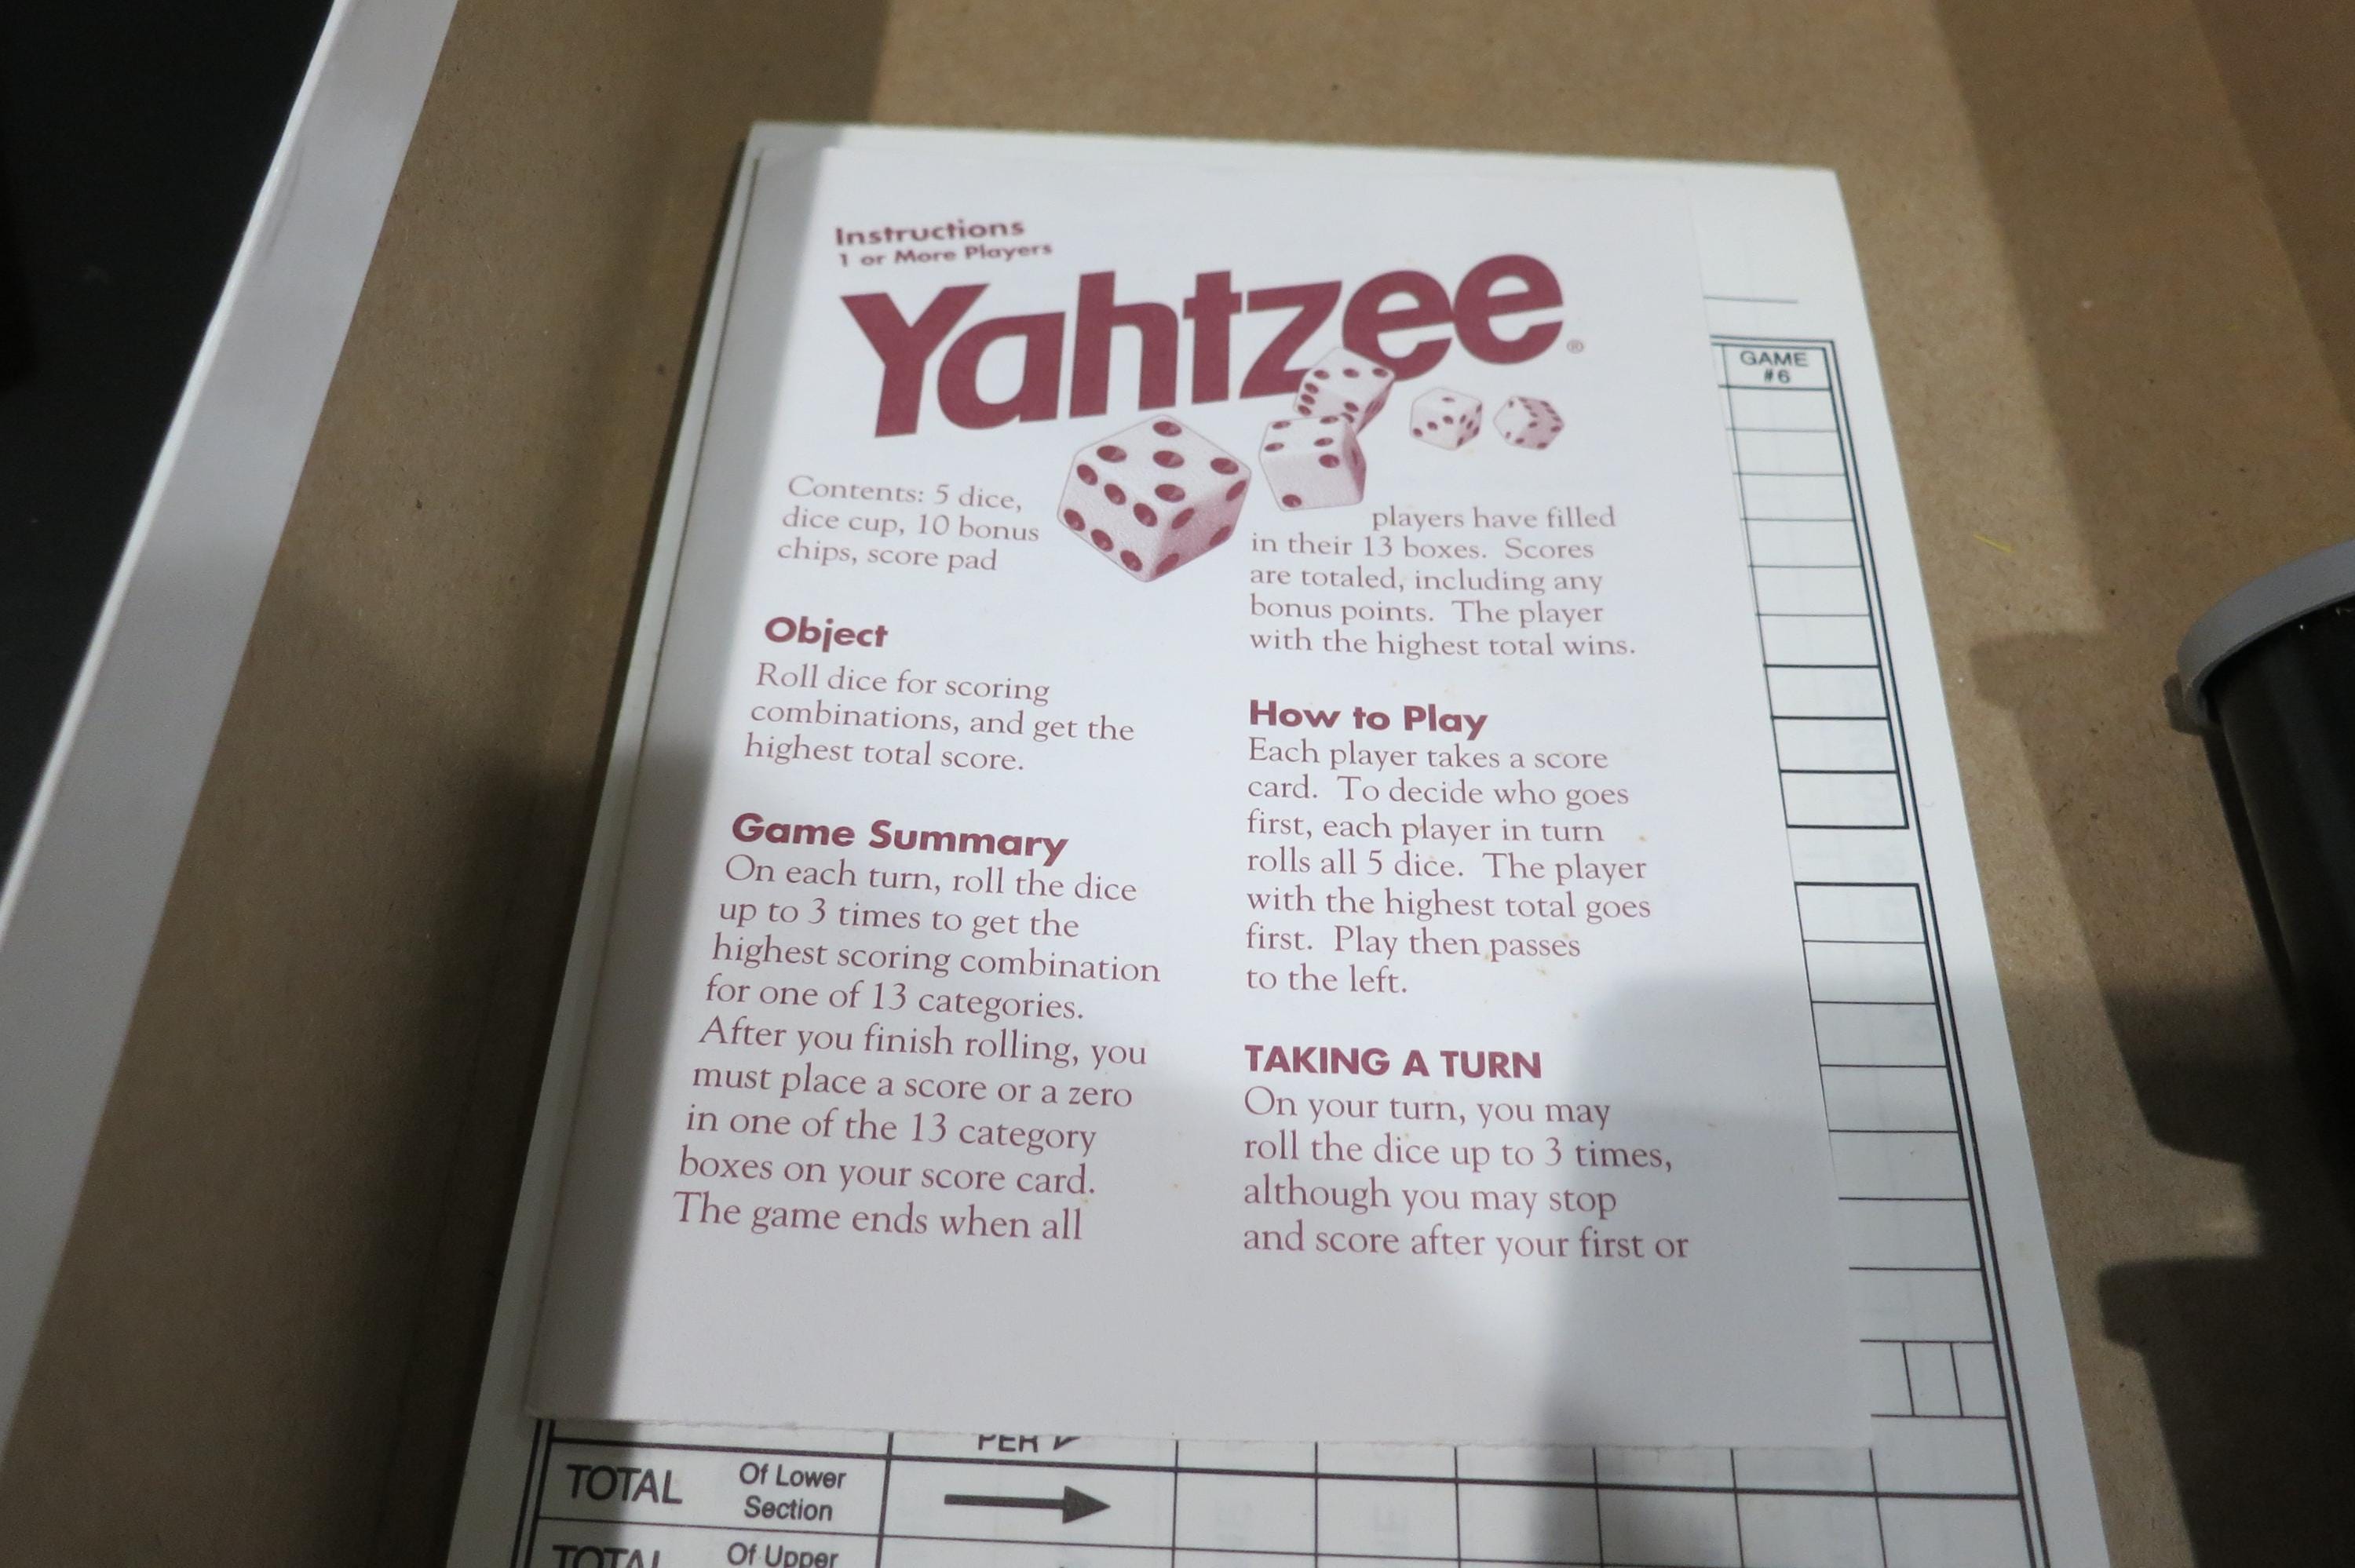 Instructions
1 or More Players
Yahtzee®
Contents: 5 dice,
dice cup, 10 bonus
chips, score pad
Object
Roll dice for scoring
combinations, and get the
highest total score.
Game Summary
On each turn, roll the dice
up to 3 times to get the
highest scoring combination
for one of 13 categories.
After you finish rolling, you
must place a score or a zero
in one of the 13 category
boxes on your score card.
The game ends when all
players have filled
in their 13 boxes. Scores
are totaled, including any
bonus points. The player
with the highest total wins.
How to Play
Each player takes a score
card. To decide who goes
first, each player in turn
rolls all 5 dice. The player
with the highest total goes
first. Play then passes
to the left.
TAKING A TURN
On your turn, you may
roll the dice up to 3 times,
although you may stop
and score after your first or
GAME
#6
PER ✓
TOTAL Of Lower
Section
TOTAL Of Upper